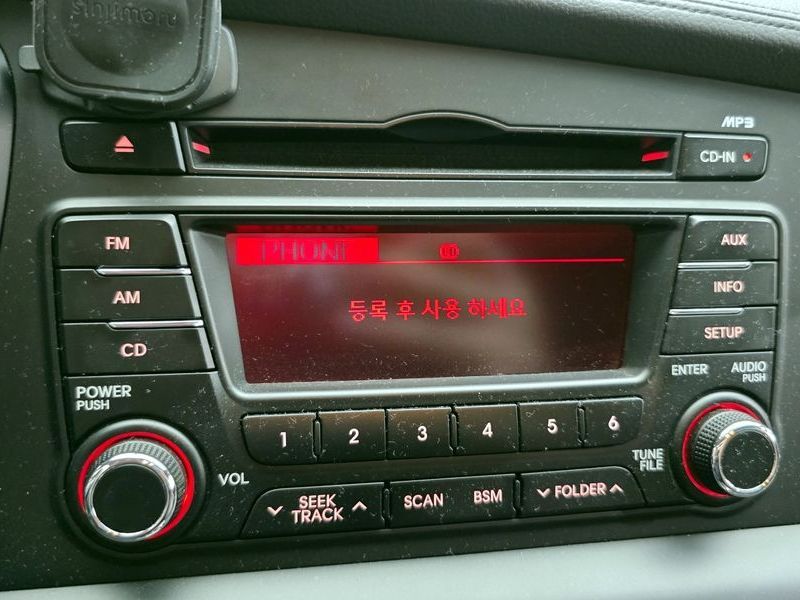 sinjimoru
MP3
CD-IN
FM
AM
CD
PHONE
등록 후 사용 하세요
AUX
INFO
SETUP
POWER
PUSH
VOL
1 2 3 4 5 6
ENTER
AUDIO
PUSH
TUNE
FILE
SEEK
TRACK
SCAN
BSM
FOLDER